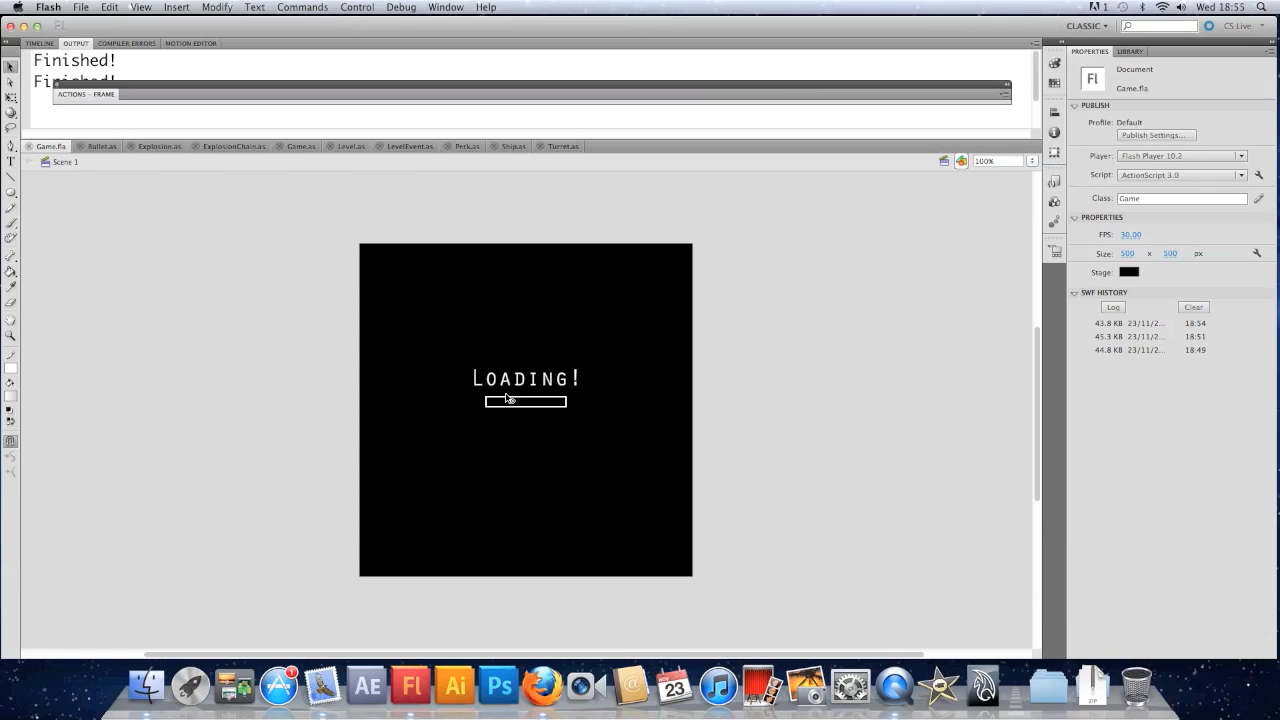 Flash File Edit View Insert Modify Text Commands Control Debug Window Help 1 Wed 18:55
CLASSIC CS Live
TIMELINE OUTPUT COMPILER ERRORS MOTION EDITOR
Finished!
Finished!
ACTIONS - FRAME
Game.fla Bullet.as Explosion.as ExplosionChain.as Game.as Level.as LevelEvent.as Perk.as Ship.as Turret.as
Scene 1 100%
LOADING!
PROPERTIES LIBRARY
Fl Document
Game.fla
PUBLISH
Profile: Default
Publish Settings...
Player: Flash Player 10.2
Script: ActionScript 3.0
Class: Game
PROPERTIES
FPS: 30.00
Size: 500 x 500 px
Stage:
SWF HISTORY
Log Clear
43.8 KB 23/11/2... 18:54
45.3 KB 23/11/2... 18:51
44.8 KB 23/11/2... 18:49
1
AE Fl Ai Ps NOV 23 ZIP